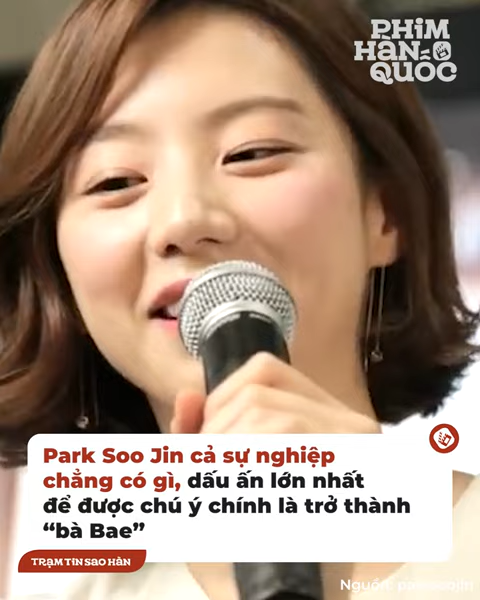 PHiM
HÀN
QUỐC
Park Soo Jin cả sự nghiệp
chẳng có gì, dấu ấn lớn nhất
để được chú ý chính là trở thành
“bà Bae”
TRẠM TIN SAO HÀN
Nguồn: